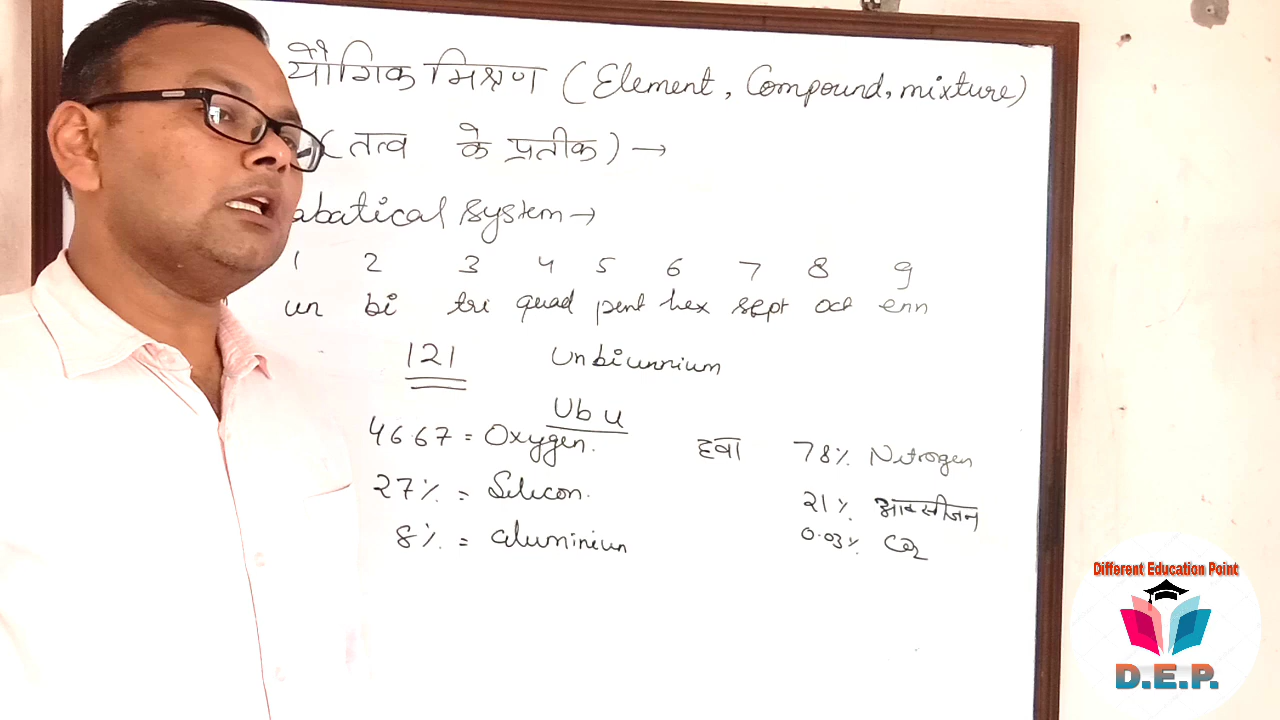 यौगिक मिश्रण (Element, Compound, mixture)
(तत्व के प्रतीक) →
abatical system →
1 2 3 4 5 6 7 8 9
un bi tri quad pent hex sept oct enn
121 Unbiunnium
Ubu
4667 = Oxygen.
27% = Silicon.
8% = aluminiun
हवा 78% Nitrogen
21% आक्सीजन
0.03% CO2
Different Education Point
D.E.P.